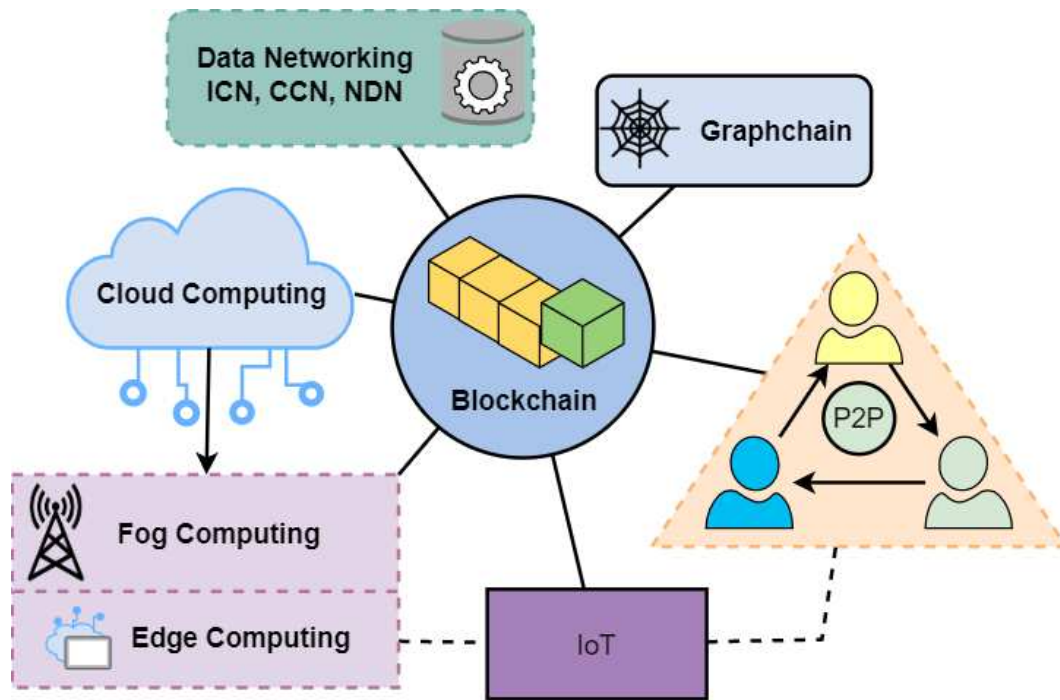 Data Networking
ICN, CCN, NDN
Graphchain
Cloud Computing
Blockchain
P2P
Fog Computing
Edge Computing
IoT